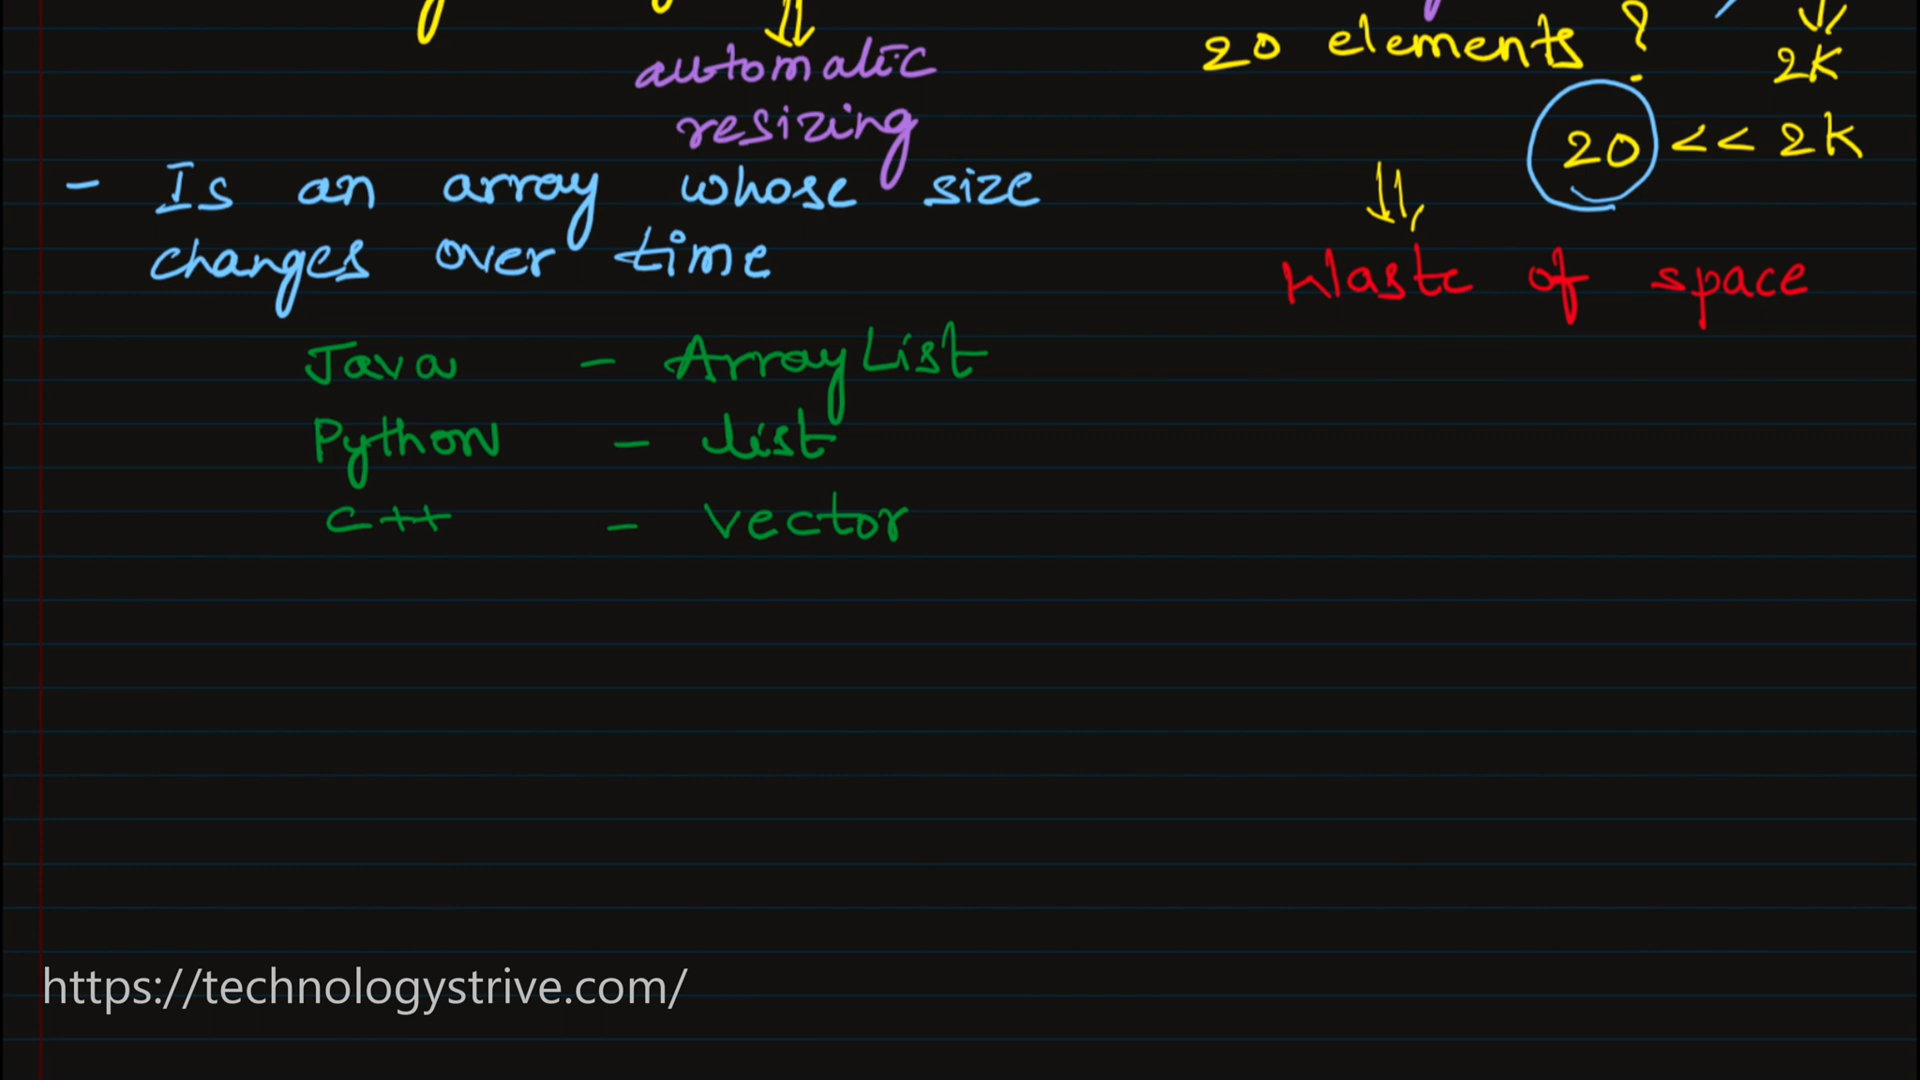 automatic
resizing
- Is an array whose size
changes over time
Java - ArrayList
Python - list
C++ - vector
20 elements ?
2K
20 << 2K
Waste of space
https://technologystrive.com/